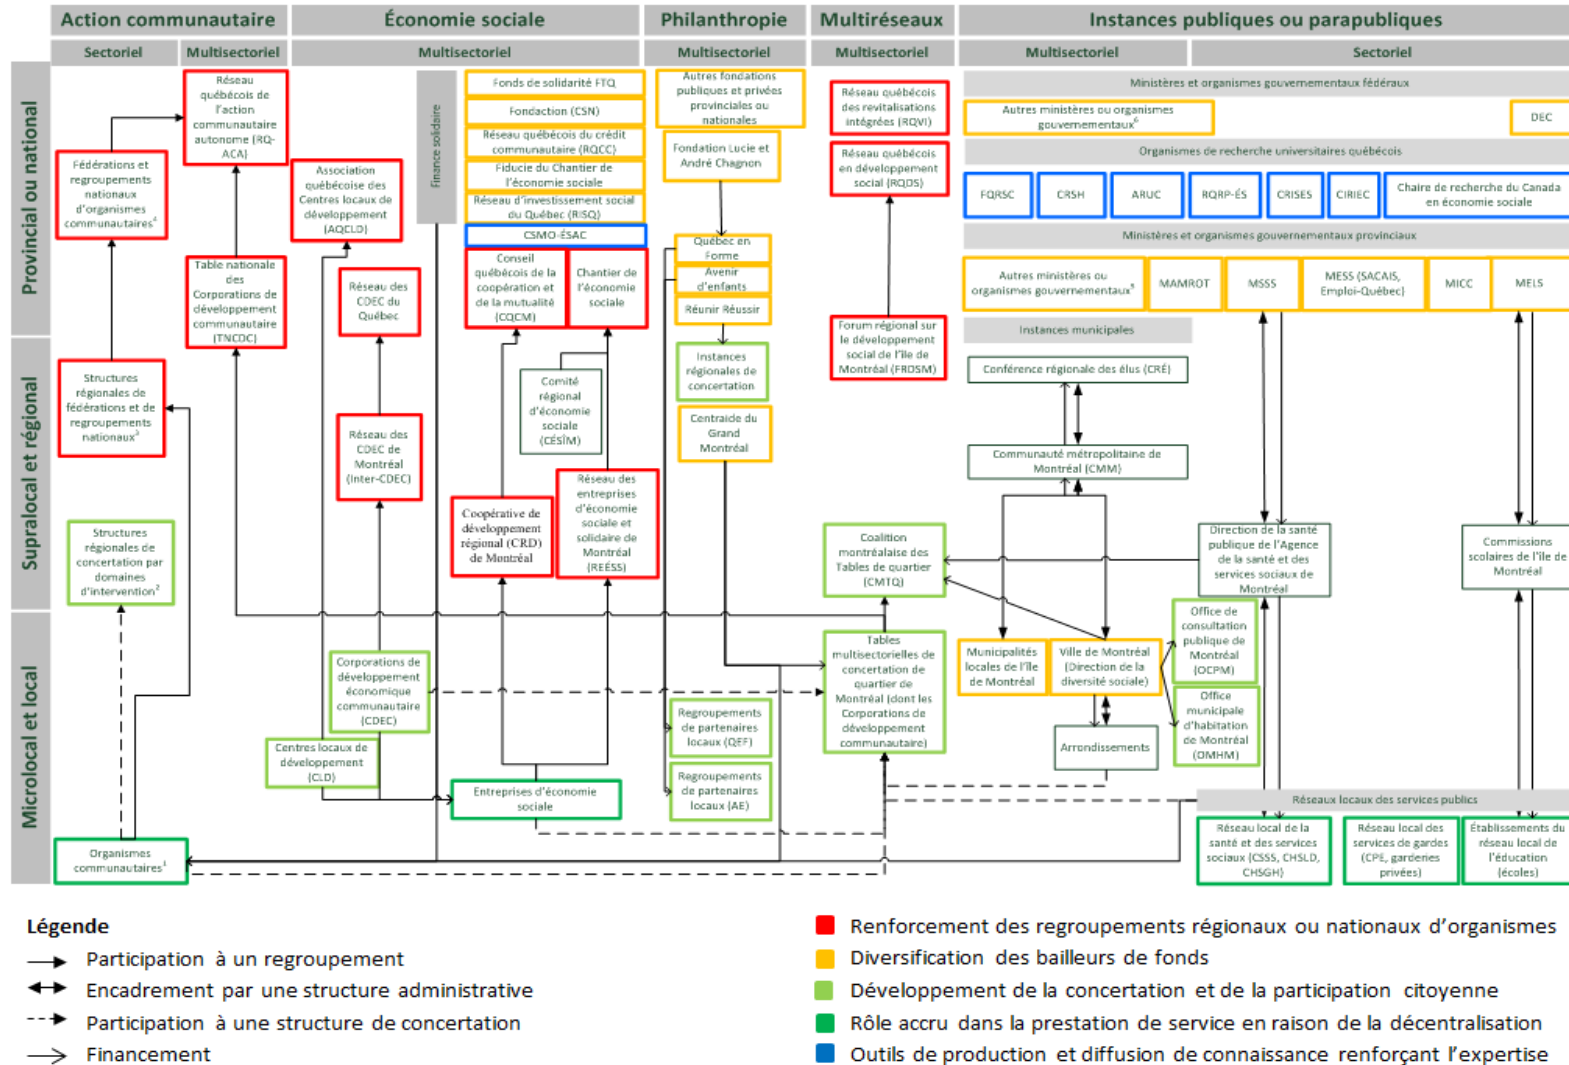 Action communautaire
Économie sociale
Philanthropie
Multiréseaux
Instances publiques ou parapubliques
Sectoriel
Multisectoriel
Multisectoriel
Multisectoriel
Multisectoriel
Multisectoriel
Sectoriel
Provincial ou national
Supralocal et régional
Microlocal et local
Réseau
québécois de
l'action
communautaire
autonome (RQ-
ACA)
Fédérations et
regroupements
nationaux
d'organismes
communautaires⁴
Table nationale
des
Corporations de
développement
communautaire
(TNCDC)
Structures
régionales de
fédérations et de
regroupements
nationaux³
Structures
régionales de
concertation par
domaines
d'intervention²
Organismes
communautaires¹
Association
québécoise des
Centres locaux de
développement
(AQCLD)
Réseau des
CDEC du
Québec
Réseau des
CDEC de
Montréal
(Inter-CDEC)
Corporations de
développement
économique
communautaire
(CDEC)
Centres locaux de
développement
(CLD)
Finance solidaire
Fonds de solidarité FTQ
Fondaction (CSN)
Réseau québécois du crédit
communautaire (RQCC)
Fiducie du Chantier de
l'économie sociale
Réseau d'investissement social
du Québec (RISQ)
CSMO-ÉSAC
Conseil
québécois de la
coopération et
de la mutualité
(CQCM)
Chantier de
l'économie
sociale
Comité
régional
d'économie
sociale
(CÉSÎM)
Coopérative de
développement
régional (CRD)
de Montréal
Réseau des
entreprises
d'économie
sociale et
solidaire de
Montréal
(REÉSS)
Entreprises d'économie
sociale
Autres fondations
publiques et privées
provinciales ou
nationales
Fondation Lucie et
André Chagnon
Québec en
Forme
Avenir
d'enfants
Réunir Réussir
Instances
régionales de
concertation
Centraide du
Grand
Montréal
Regroupements
de partenaires
locaux (QEF)
Regroupements
de partenaires
locaux (AE)
Réseau québécois
des revitalisations
intégrées (RQVI)
Réseau québécois
en développement
social (RQDS)
Forum régional sur
le développement
social de l'île de
Montréal (FRDSM)
Coalition
montréalaise des
Tables de quartier
(CMTQ)
Tables
multisectorielles de
concertation de
quartier de
Montréal (dont les
Corporations de
développement
communautaire)
Ministères et organismes gouvernementaux fédéraux
Autres ministères ou organismes
gouvernementaux⁶
DEC
Organismes de recherche universitaires québécois
FQRSC
CRSH
ARUC
RQRP-ÉS
CRISES
CIRIEC
Chaire de recherche du Canada
en économie sociale
Ministères et organismes gouvernementaux provinciaux
Autres ministères ou
organismes gouvernementaux⁵
MAMROT
MSSS
MESS (SACAIS,
Emploi-Québec)
MICC
MELS
Instances municipales
Conférence régionale des élus (CRÉ)
Communauté métropolitaine de
Montréal (CMM)
Direction de la santé
publique de l'Agence
de la santé et des
services sociaux de
Montréal
Commissions
scolaires de l'île de
Montréal
Municipalités
locales de l'île
de Montréal
Ville de Montréal
(Direction de la
diversité sociale)
Office de
consultation
publique de
Montréal
(OCPM)
Office
municipale
d'habitation
de Montréal
(OMHM)
Arrondissements
Réseaux locaux des services publics
Réseau local de la
santé et des services
sociaux (CSSS, CHSLD,
CHSGH)
Réseau local des
services de gardes
(CPE, garderies
privées)
Établissements du
réseau local de
l'éducation
(écoles)
Légende
Participation à un regroupement
Encadrement par une structure administrative
Participation à une structure de concertation
Financement
Renforcement des regroupements régionaux ou nationaux d'organismes
Diversification des bailleurs de fonds
Développement de la concertation et de la participation citoyenne
Rôle accru dans la prestation de service en raison de la décentralisation
Outils de production et diffusion de connaissance renforçant l'expertise